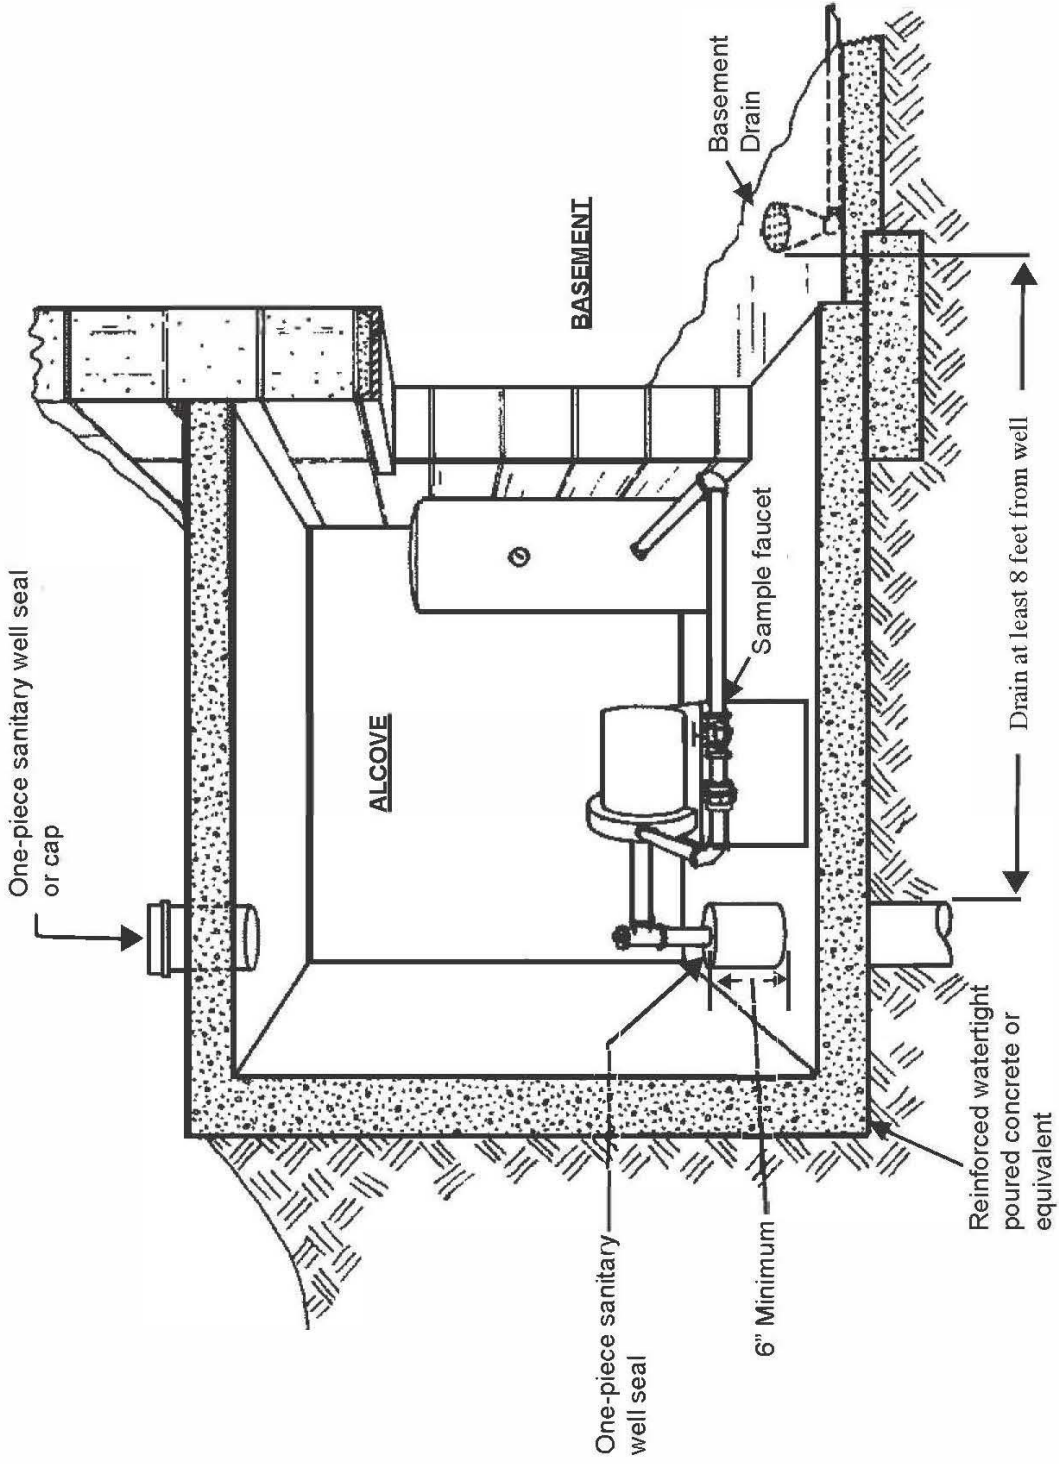 One-piece sanitary well seal
or cap
BASEMENT
Basement
Drain
ALCOVE
Sample faucet
One-piece sanitary
well seal
6" Minimum
Reinforced watertight
poured concrete or
equivalent
Drain at least 8 feet from well